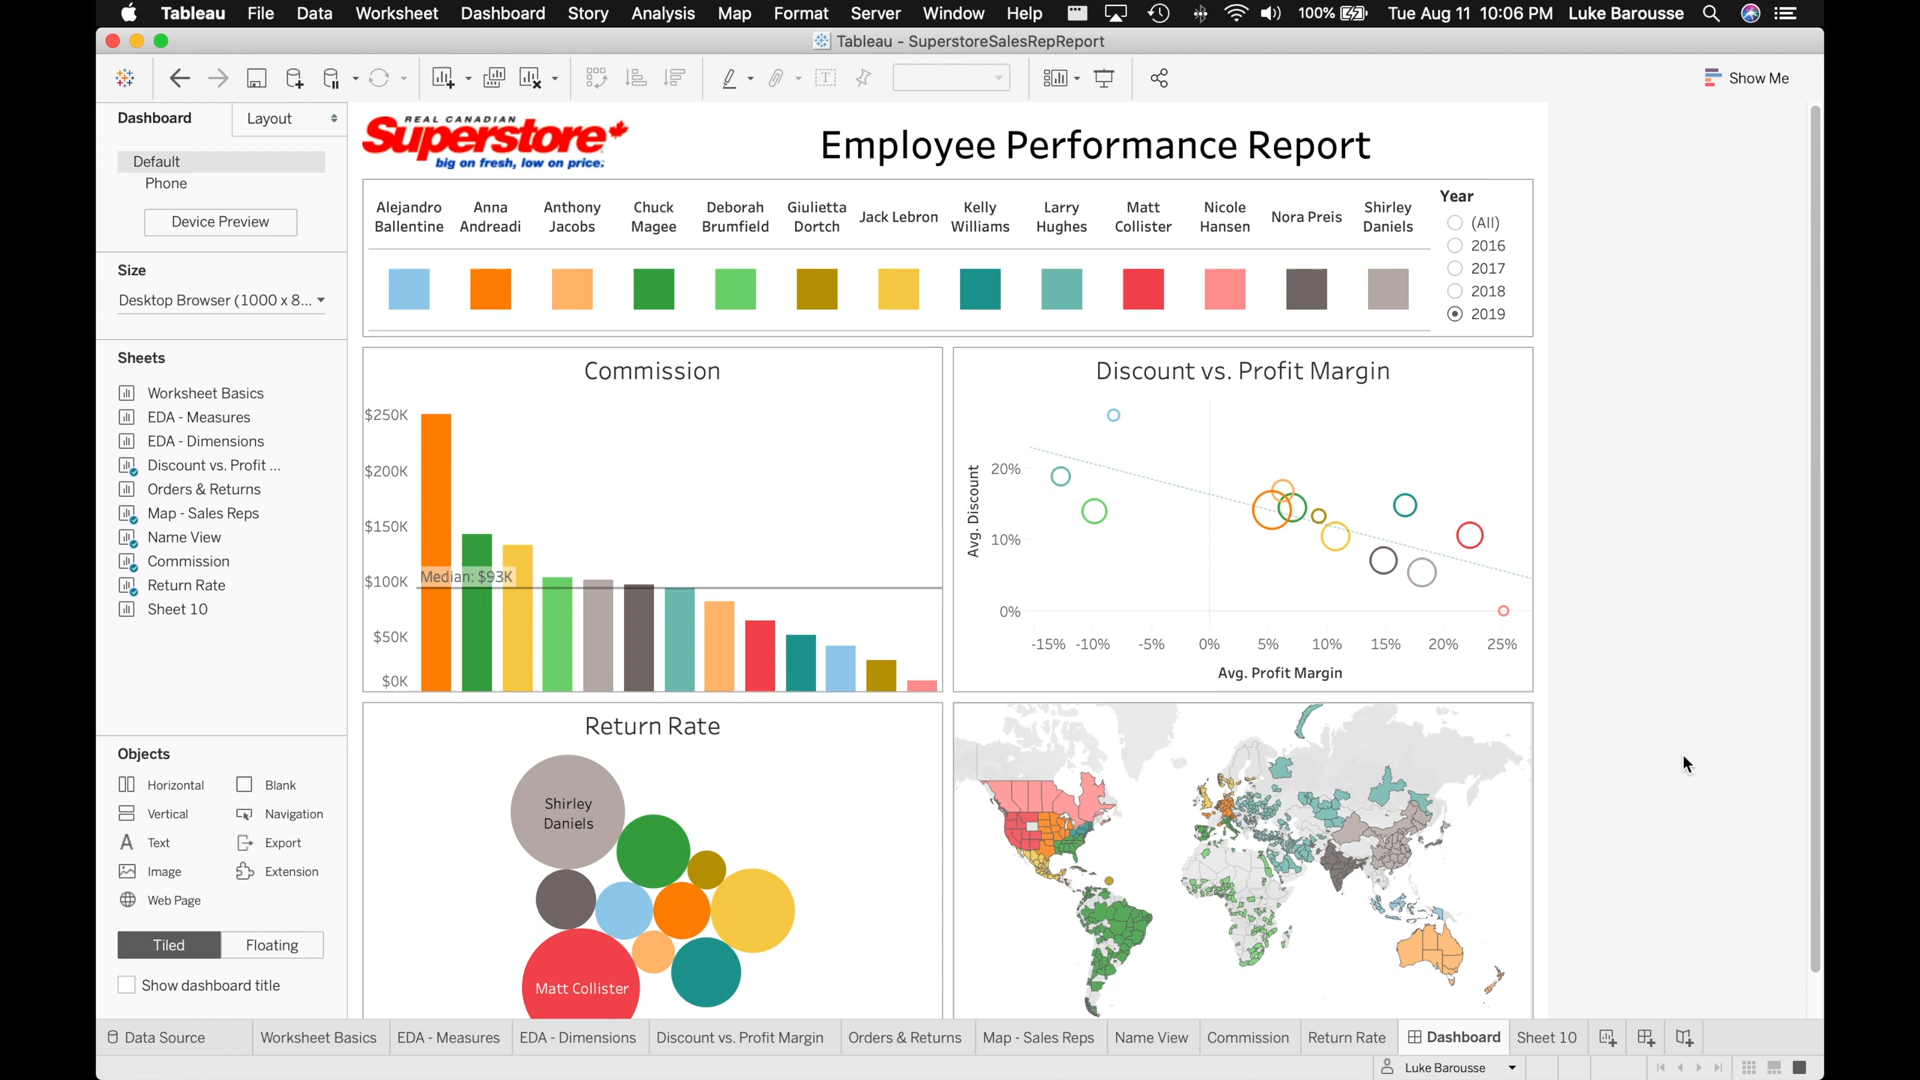 Tableau File Data Worksheet Dashboard Story Analysis Map Format Server Window Help 100% Tue Aug 11 10:06 PM Luke Barousse
Tableau - SuperstoreSalesRepReport
Show Me
Dashboard Layout
Default
Phone
Device Preview
Size
Desktop Browser (1000 x 8...
Sheets
Worksheet Basics
EDA - Measures
EDA - Dimensions
Discount vs. Profit ...
Orders & Returns
Map - Sales Reps
Name View
Commission
Return Rate
Sheet 10
Objects
Horizontal Blank
Vertical Navigation
Text Export
Image Extension
Web Page
Tiled Floating
Show dashboard title
REAL CANADIAN
Superstore
big on fresh, low on price.
Employee Performance Report
Alejandro Ballentine
Anna Andreadi
Anthony Jacobs
Chuck Magee
Deborah Brumfield
Giulietta Dortch
Jack Lebron
Kelly Williams
Larry Hughes
Matt Collister
Nicole Hansen
Nora Preis
Shirley Daniels
Year
(All)
2016
2017
2018
2019
Commission
$250K
$200K
$150K
$100K
$50K
$0K
Median: $93K
Discount vs. Profit Margin
Avg. Discount
20%
10%
0%
-15% -10% -5% 0% 5% 10% 15% 20% 25%
Avg. Profit Margin
Return Rate
Shirley
Daniels
Matt Collister
Data Source Worksheet Basics EDA - Measures EDA - Dimensions Discount vs. Profit Margin Orders & Returns Map - Sales Reps Name View Commission Return Rate Dashboard Sheet 10
Luke Barousse